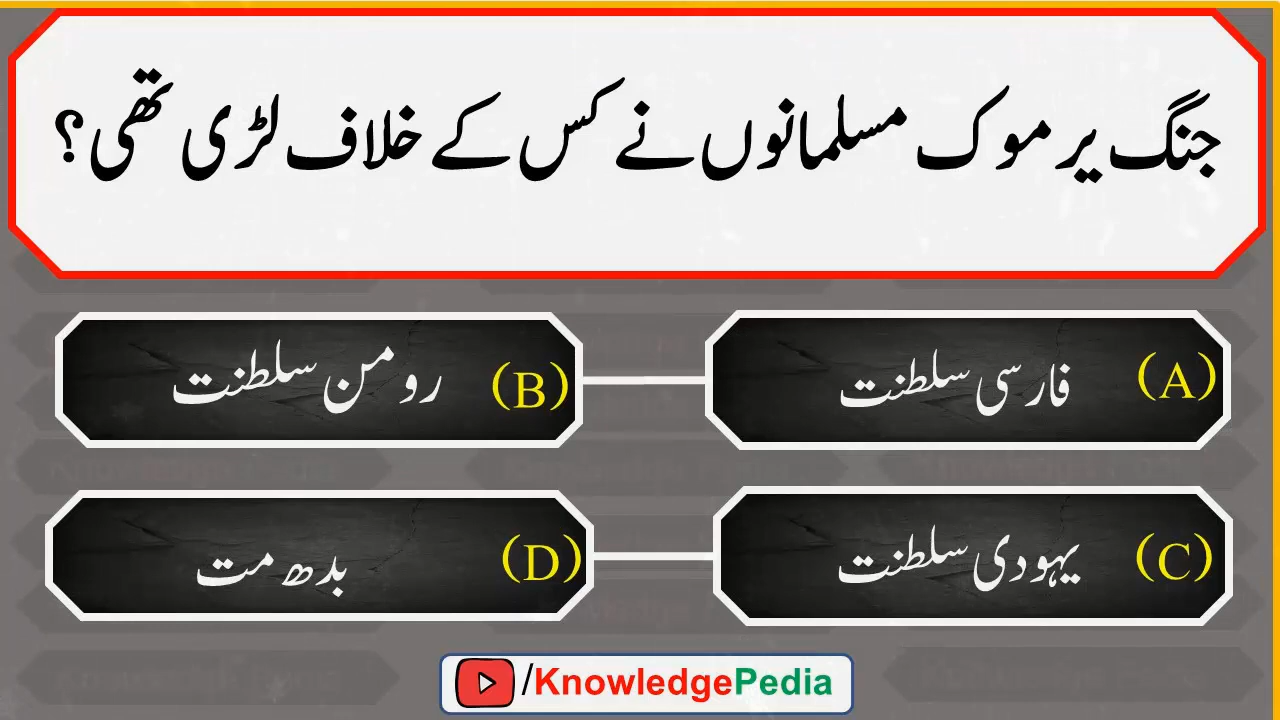 جنگ یرموک مسلمانوں نے کس کے خلاف لڑی تھی؟
(A) فارسی سلطنت
(B) رومن سلطنت
(C) یہودی سلطنت
(D) بدھ مت
/KnowledgePedia